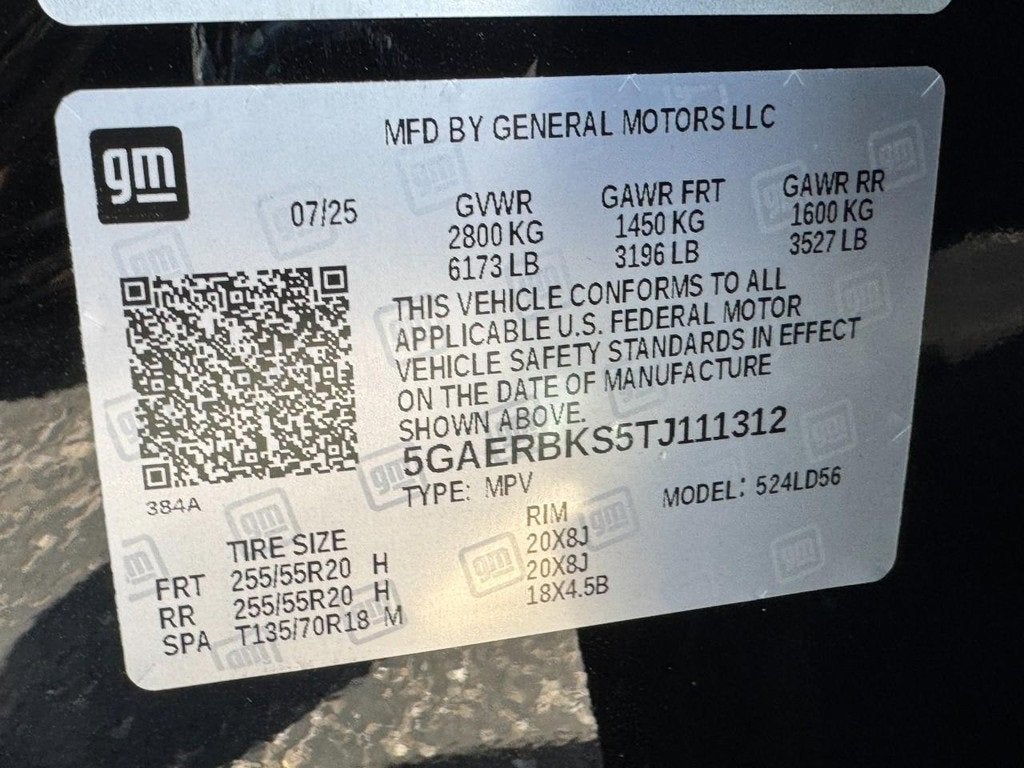 gm
MFD BY GENERAL MOTORS LLC
07/25
GVWR GAWR FRT GAWR RR
2800 KG 1450 KG 1600 KG
6173 LB 3196 LB 3527 LB
THIS VEHICLE CONFORMS TO ALL
APPLICABLE U.S. FEDERAL MOTOR
VEHICLE SAFETY STANDARDS IN EFFECT
ON THE DATE OF MANUFACTURE
SHOWN ABOVE.
5GAERBKS5TJ111312
TYPE: MPV MODEL: 524LD56
384A
TIRE SIZE RIM
FRT 255/55R20 H 20X8J
RR 255/55R20 H 20X8J
SPA T135/70R18 M 18X4.5B